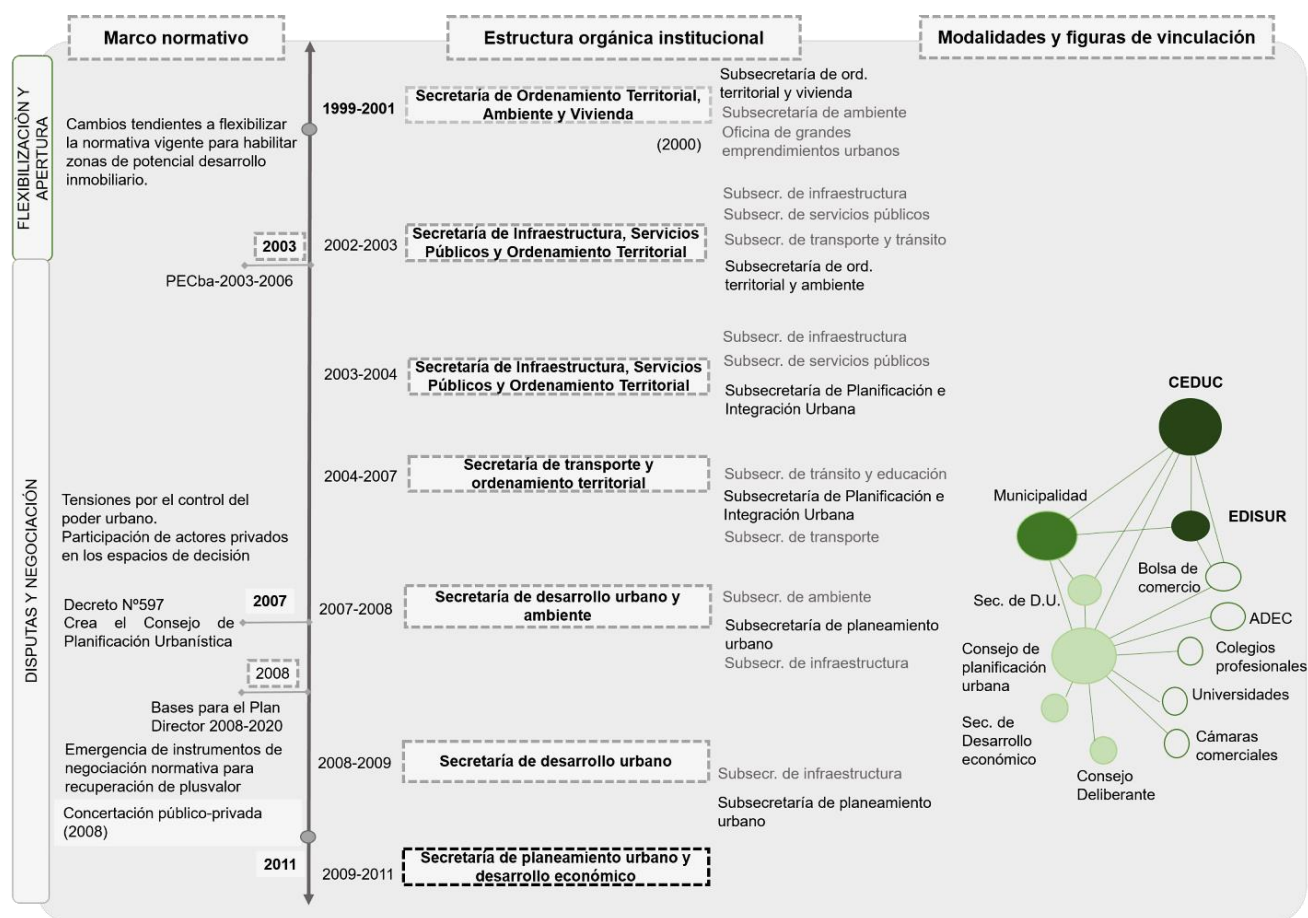 Marco normativo
Estructura orgánica institucional
Modalidades y figuras de vinculación
FLEXIBILIZACIÓN Y
APERTURA
DISPUTAS Y NEGOCIACIÓN
Cambios tendientes a flexibilizar
la normativa vigente para habilitar
zonas de potencial desarrollo
inmobiliario.
2003
PECba-2003-2006
Tensiones por el control del
poder urbano.
Participación de actores privados
en los espacios de decisión
2007
Decreto Nº597
Crea el Consejo de
Planificación Urbanística
2008
Bases para el Plan
Director 2008-2020
Emergencia de instrumentos de
negociación normativa para
recuperación de plusvalor
Concertación público-privada
(2008)
2011
1999-2001
Secretaría de Ordenamiento Territorial,
Ambiente y Vivienda
(2000)
Subsecretaría de ord.
territorial y vivienda
Subsecretaría de ambiente
Oficina de grandes
emprendimientos urbanos
2002-2003
Secretaría de Infraestructura, Servicios
Públicos y Ordenamiento Territorial
Subsecr. de infraestructura
Subsecr. de servicios públicos
Subsecr. de transporte y tránsito
Subsecretaría de ord.
territorial y ambiente
2003-2004
Secretaría de Infraestructura, Servicios
Públicos y Ordenamiento Territorial
Subsecr. de infraestructura
Subsecr. de servicios públicos
Subsecretaría de Planificación e
Integración Urbana
2004-2007
Secretaría de transporte y
ordenamiento territorial
Subsecr. de tránsito y educación
Subsecretaría de Planificación e
Integración Urbana
Subsecr. de transporte
2007-2008
Secretaría de desarrollo urbano y
ambiente
Subsecr. de ambiente
Subsecretaría de planeamiento
urbano
Subsecr. de infraestructura
2008-2009
Secretaría de desarrollo urbano
Subsecr. de infraestructura
Subsecretaría de planeamiento
urbano
2009-2011
Secretaría de planeamiento urbano y
desarrollo económico
CEDUC
Municipalidad
EDISUR
Bolsa de
comercio
Sec. de D.U.
ADEC
Consejo de
planificación
urbana
Colegios
profesionales
Universidades
Sec. de
Desarrollo
económico
Cámaras
comerciales
Consejo
Deliberante